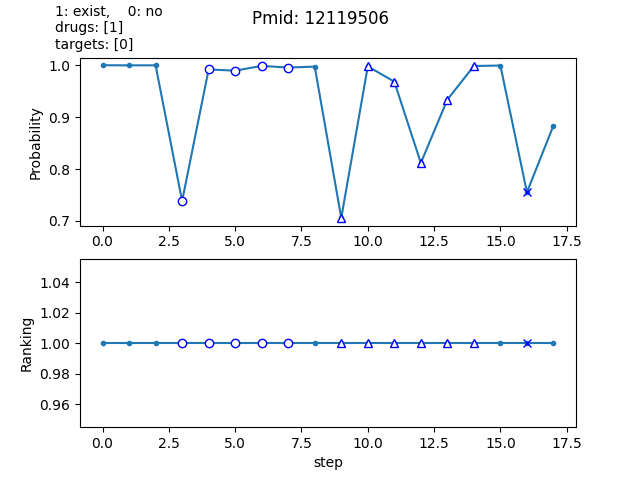 1: exist,    0: no
drugs: [1]
targets: [0]
Pmid: 12119506
Probability
1.0
0.9
0.8
0.7
0.0 2.5 5.0 7.5 10.0 12.5 15.0 17.5
Ranking
1.04
1.02
1.00
0.98
0.96
0.0 2.5 5.0 7.5 10.0 12.5 15.0 17.5
step